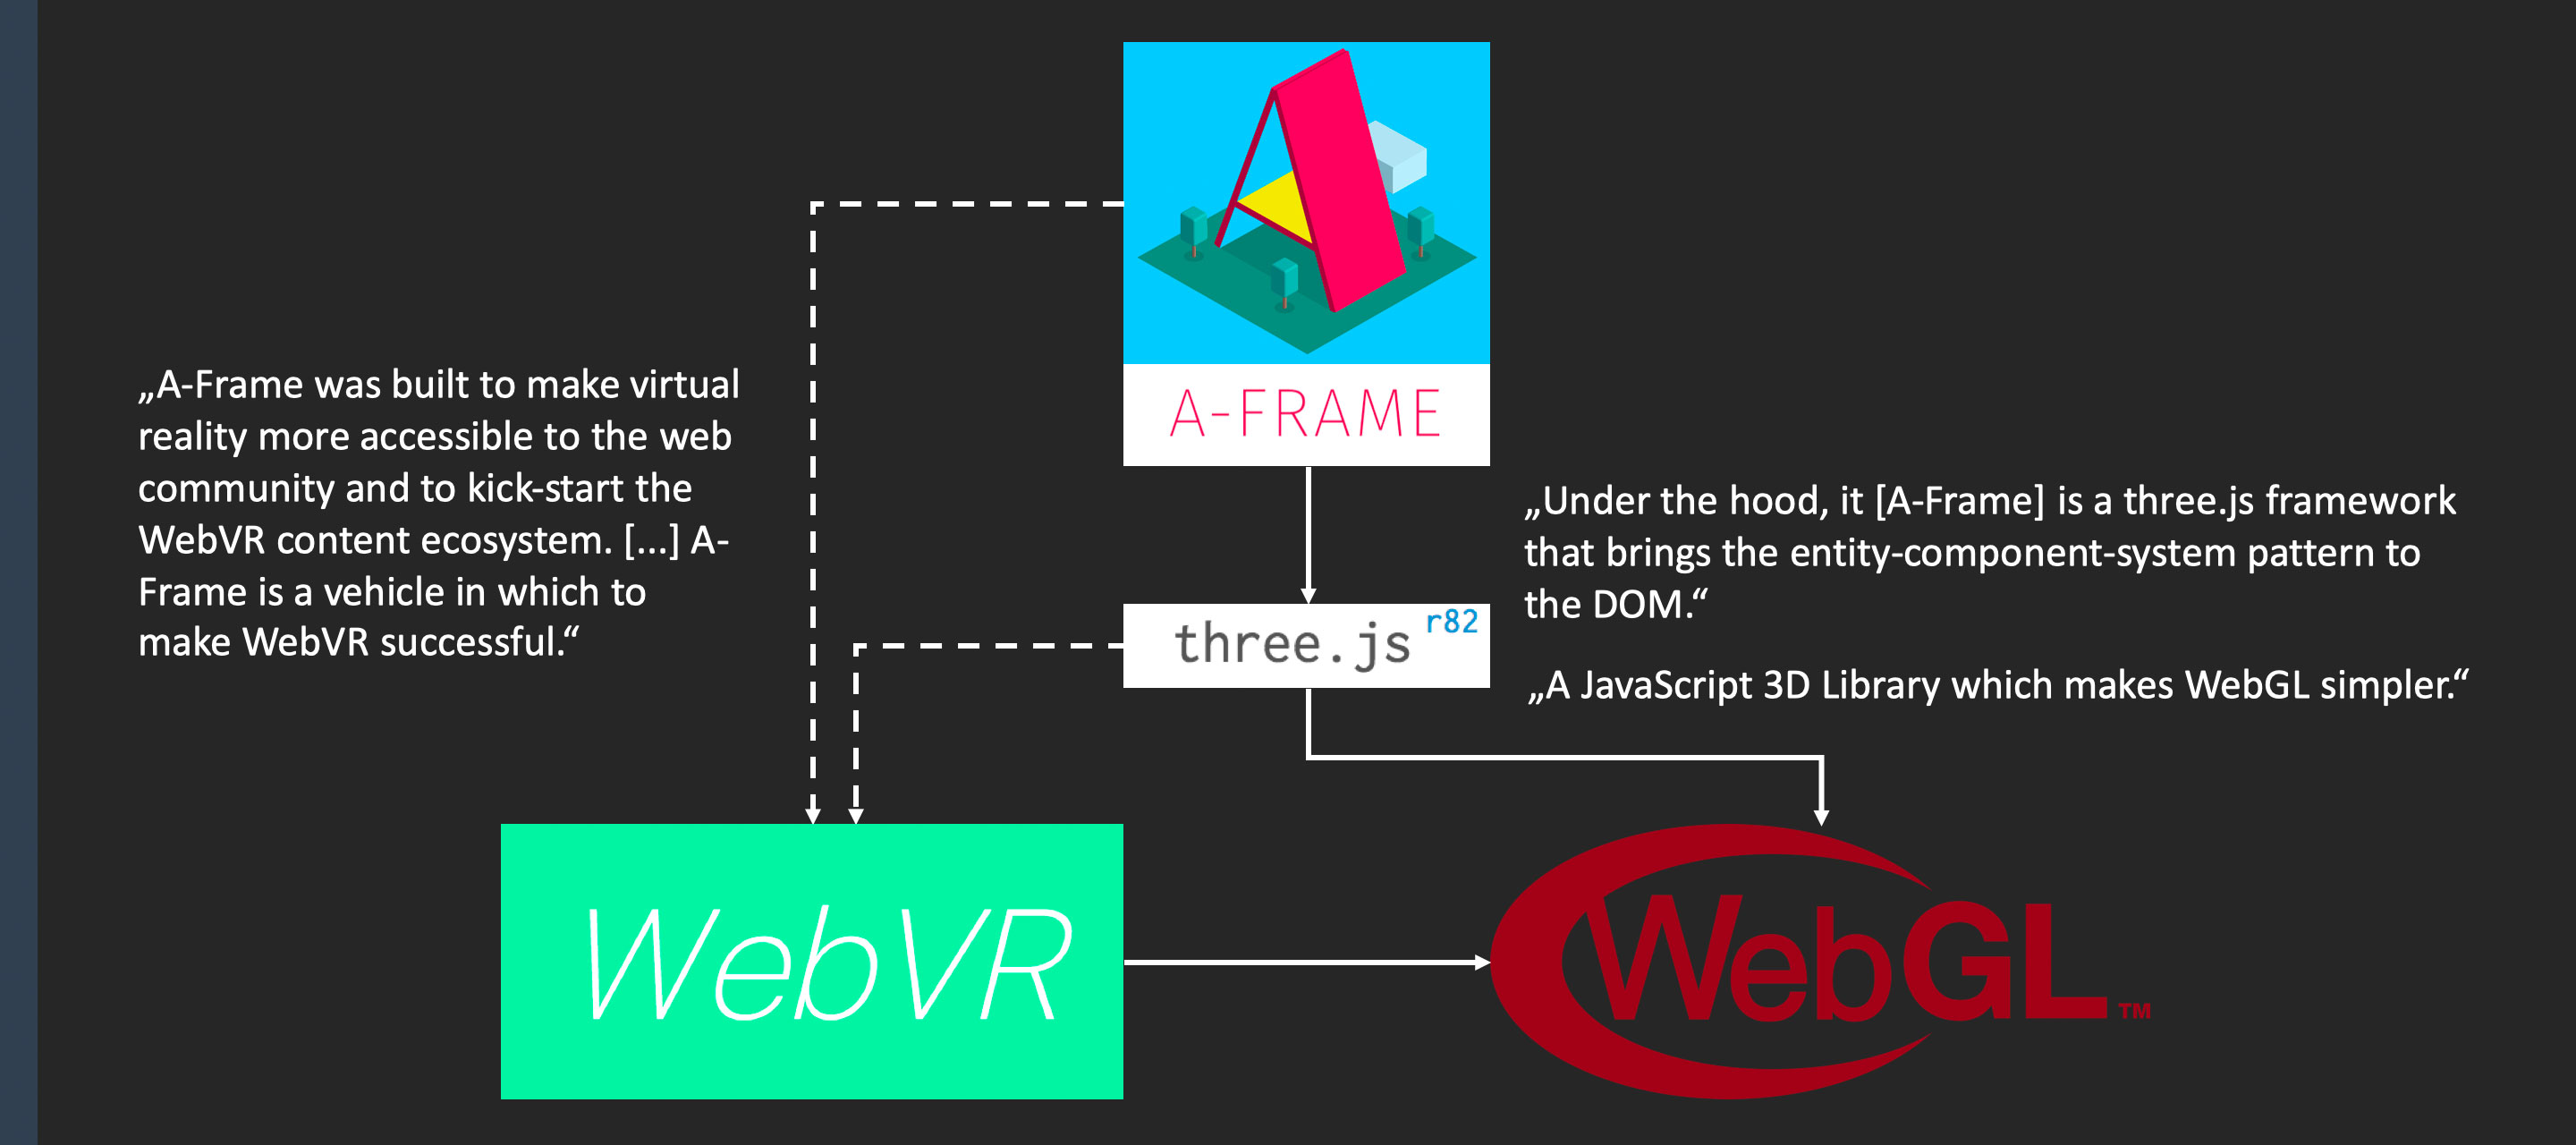 A-FRAME
„A-Frame was built to make virtual
reality more accessible to the web
community and to kick-start the
WebVR content ecosystem. [...] A-
Frame is a vehicle in which to
make WebVR successful.“
„Under the hood, it [A-Frame] is a three.js framework
that brings the entity-component-system pattern to
the DOM.“
three.js r82
„A JavaScript 3D Library which makes WebGL simpler.“
WebVR
WebGL™